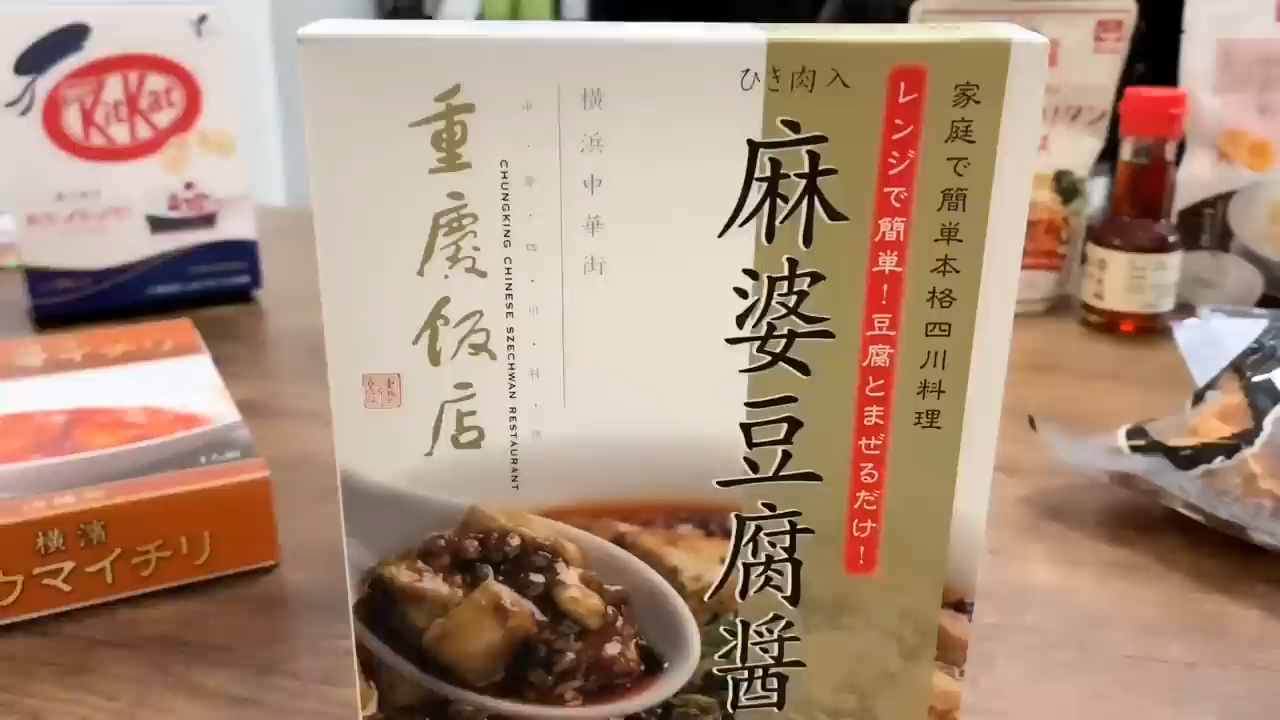 家庭で簡単本格四川料理
レンジで簡単!豆腐とまぜるだけ!
ひき肉入
麻婆豆腐醤
横浜中華街
CHUNGKING CHINESE SZECHWAN RESTAURANT
重慶飯店
KitKat
横濱
ウマイチリ